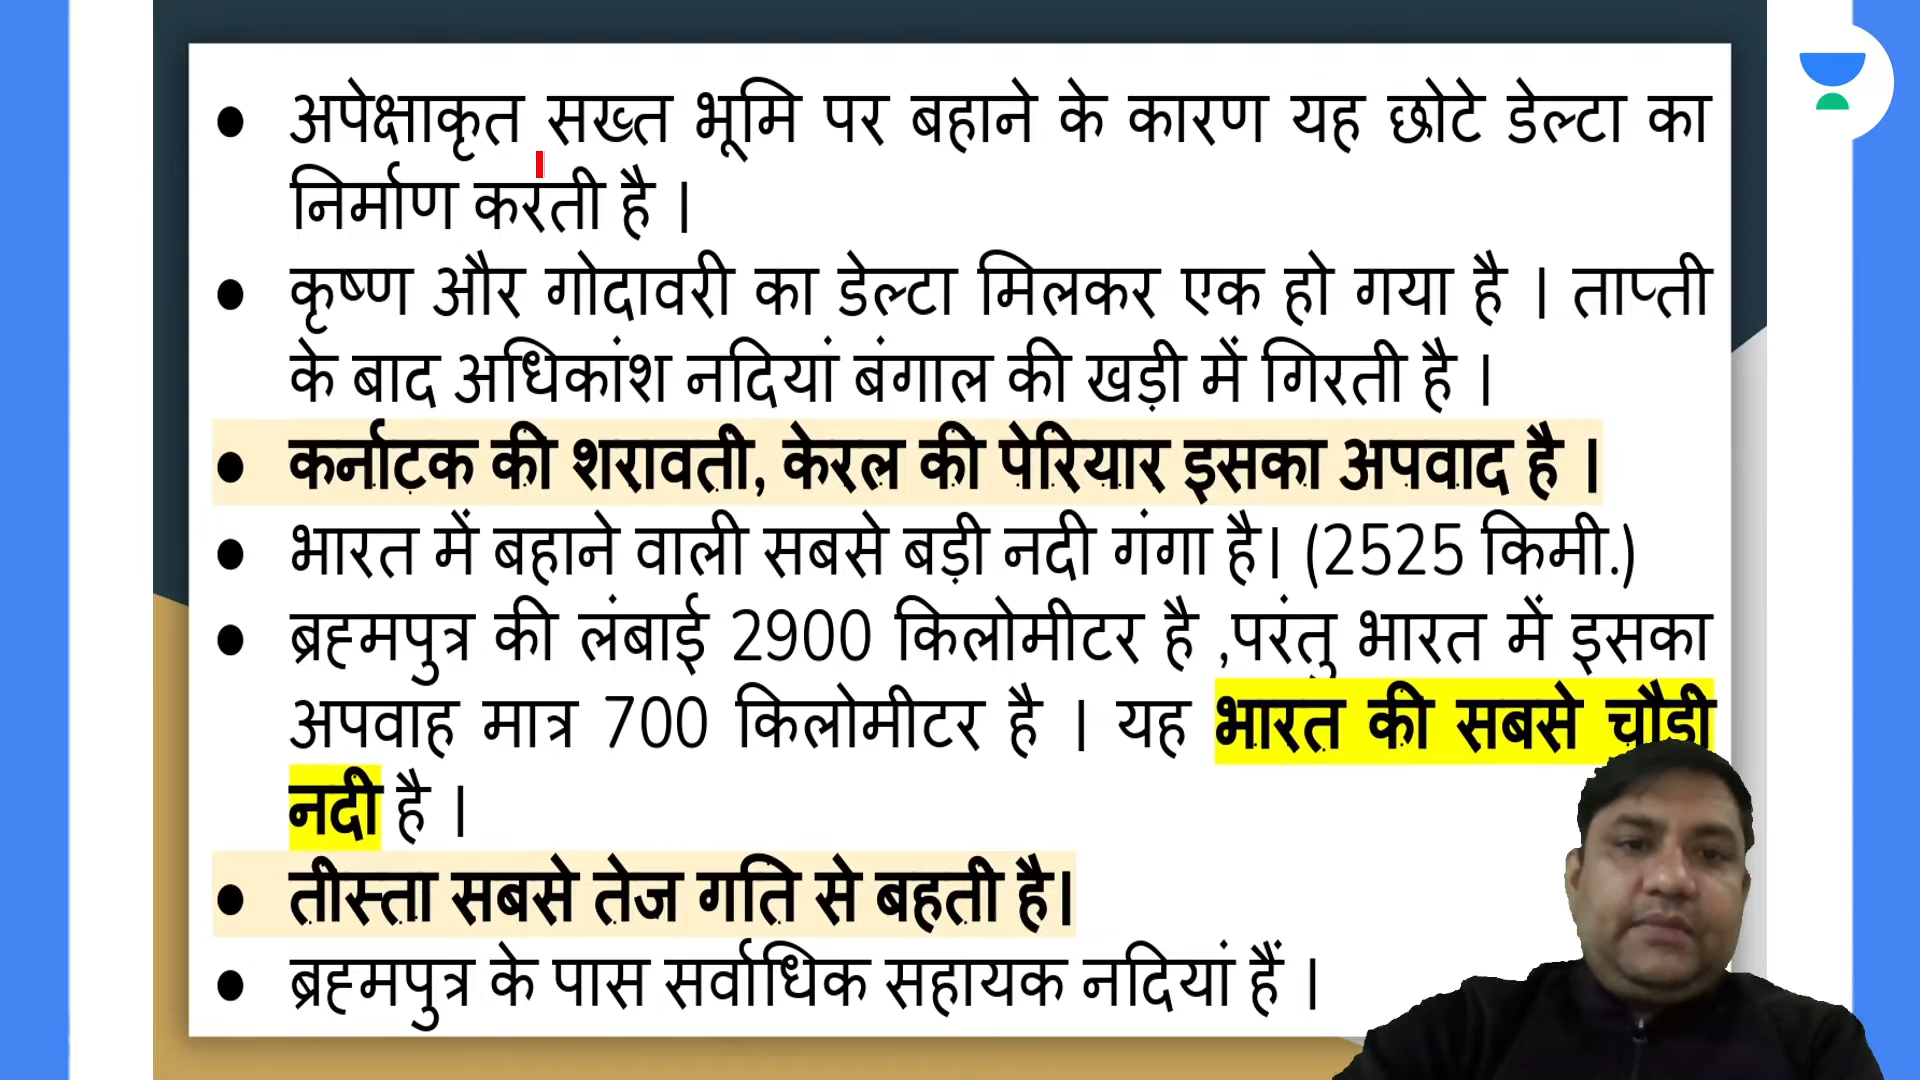 ● अपेक्षाकृत सख्त भूमि पर बहाने के कारण यह छोटे डेल्टा का
निर्माण करती है ।
● कृष्ण और गोदावरी का डेल्टा मिलकर एक हो गया है । ताप्ती
के बाद अधिकांश नदियां बंगाल की खड़ी में गिरती है ।
● कर्नाटक की शरावती, केरल की पेरियार इसका अपवाद है ।
● भारत में बहाने वाली सबसे बड़ी नदी गंगा है। (2525 किमी.)
● ब्रह्मपुत्र की लंबाई 2900 किलोमीटर है ,परंतु भारत में इसका
अपवाह मात्र 700 किलोमीटर है । यह भारत की सबसे चौड़ी
नदी है ।
● तीस्ता सबसे तेज गति से बहती है।
● ब्रह्मपुत्र के पास सर्वाधिक सहायक नदियां हैं ।